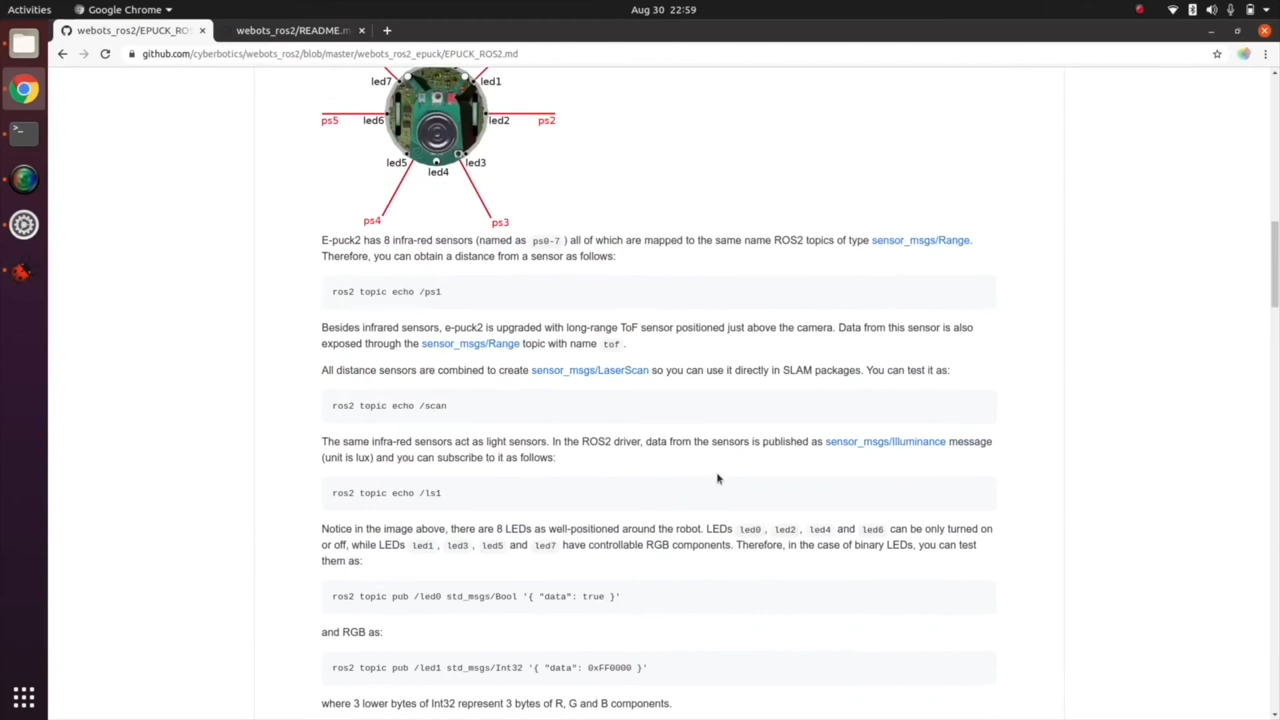 Activities
Google Chrome
Aug 30 22:59
webots_ros2/EPUCK_RO
webots_ros2/README.m
github.com/cyberbotics/webots_ros2/blob/master/webots_ros2_epuck/EPUCK_ROS2.md
led7 led1
ps5 led6 led2 ps2
led5 led3
led4
ps4 ps3
E-puck2 has 8 infra-red sensors (named as ps0-7 ) all of which are mapped to the same name ROS2 topics of type sensor_msgs/Range.
Therefore, you can obtain a distance from a sensor as follows:
ros2 topic echo /ps1
Besides infrared sensors, e-puck2 is upgraded with long-range ToF sensor positioned just above the camera. Data from this sensor is also
exposed through the sensor_msgs/Range topic with name tof .
All distance sensors are combined to create sensor_msgs/LaserScan so you can use it directly in SLAM packages. You can test it as:
ros2 topic echo /scan
The same infra-red sensors act as light sensors. In the ROS2 driver, data from the sensors is published as sensor_msgs/Illuminance message
(unit is lux) and you can subscribe to it as follows:
ros2 topic echo /ls1
Notice in the image above, there are 8 LEDs as well-positioned around the robot. LEDs led0 , led2 , led4 and led6 can be only turned on
or off, while LEDs led1 , led3 , led5 and led7 have controllable RGB components. Therefore, in the case of binary LEDs, you can test
them as:
ros2 topic pub /led0 std_msgs/Bool '{ "data": true }'
and RGB as:
ros2 topic pub /led1 std_msgs/Int32 '{ "data": 0xFF0000 }'
where 3 lower bytes of Int32 represent 3 bytes of R, G and B components.